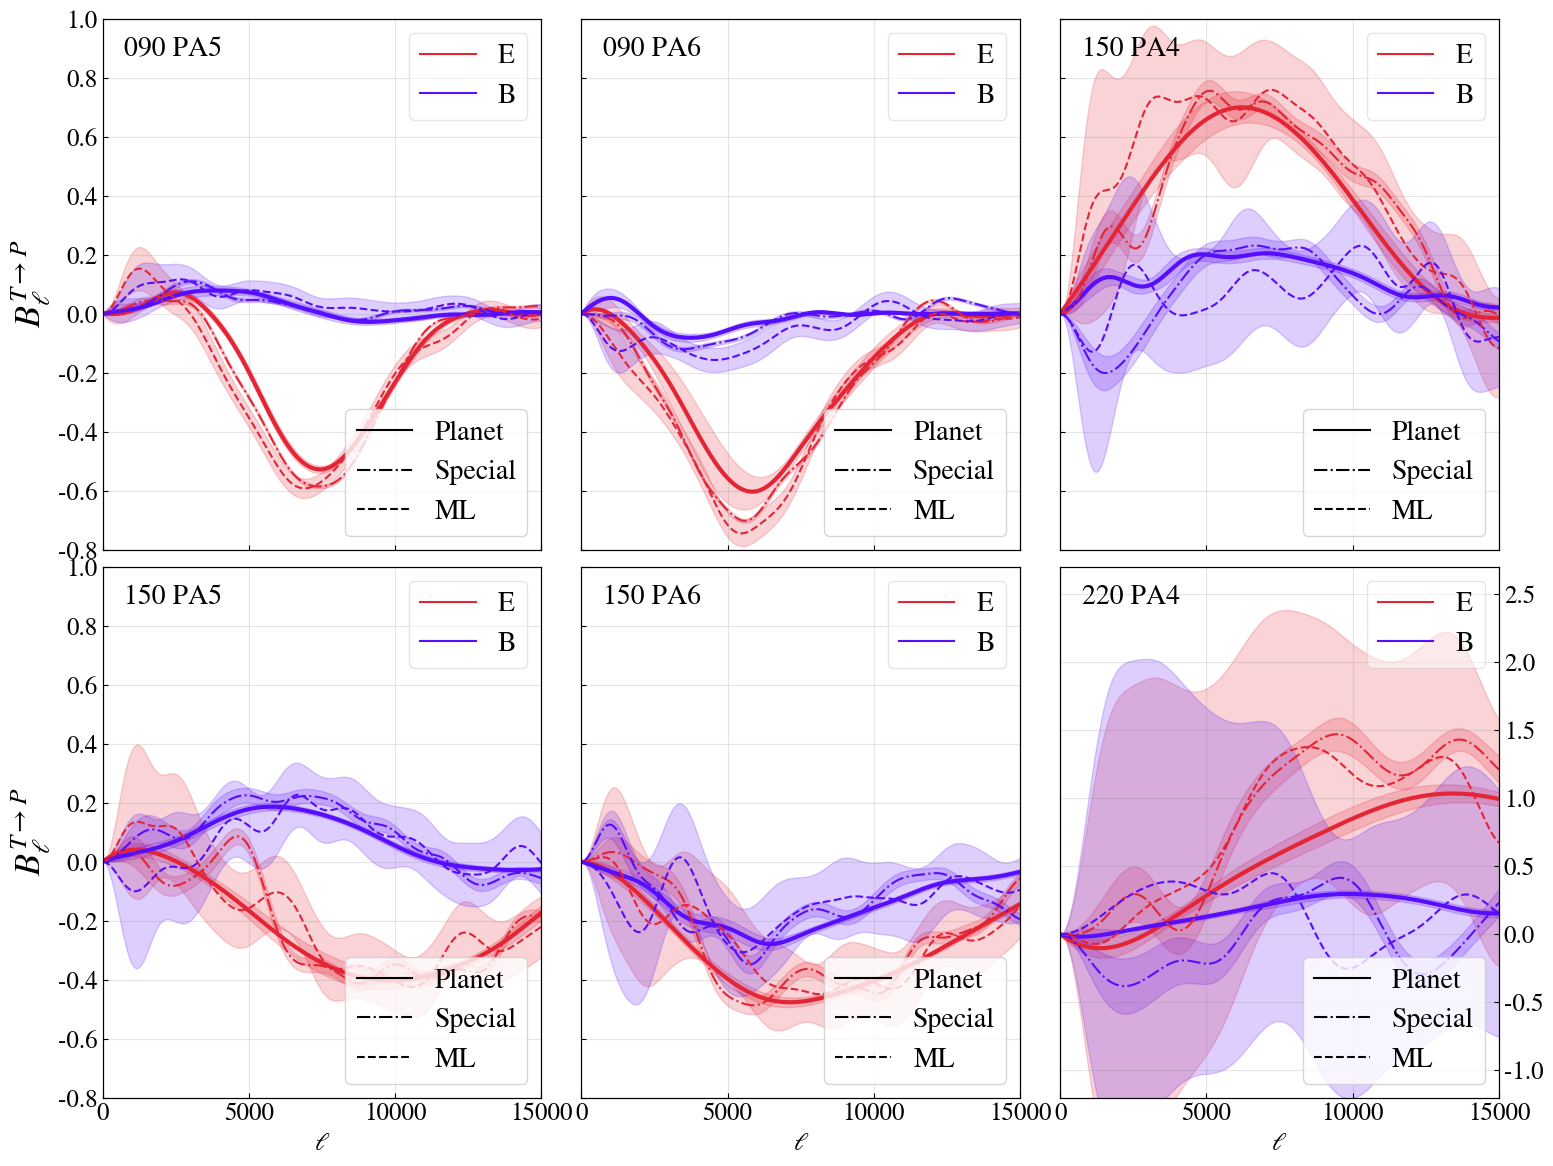 1.0
0.8
0.6
0.4
0.2
0.0
-0.2
-0.4
-0.6
-0.8
B_ℓ^{T→P}
090 PA5
E
B
Planet
Special
ML
090 PA6
E
B
Planet
Special
ML
150 PA4
E
B
Planet
Special
ML
1.0
0.8
0.6
0.4
0.2
0.0
-0.2
-0.4
-0.6
-0.8
B_ℓ^{T→P}
150 PA5
E
B
Planet
Special
ML
0 5000 10000 15000
ℓ
150 PA6
E
B
Planet
Special
ML
0 5000 10000 15000
ℓ
220 PA4
E
B
Planet
Special
ML
0 5000 10000 15000
ℓ
2.5
2.0
1.5
1.0
0.5
0.0
-0.5
-1.0